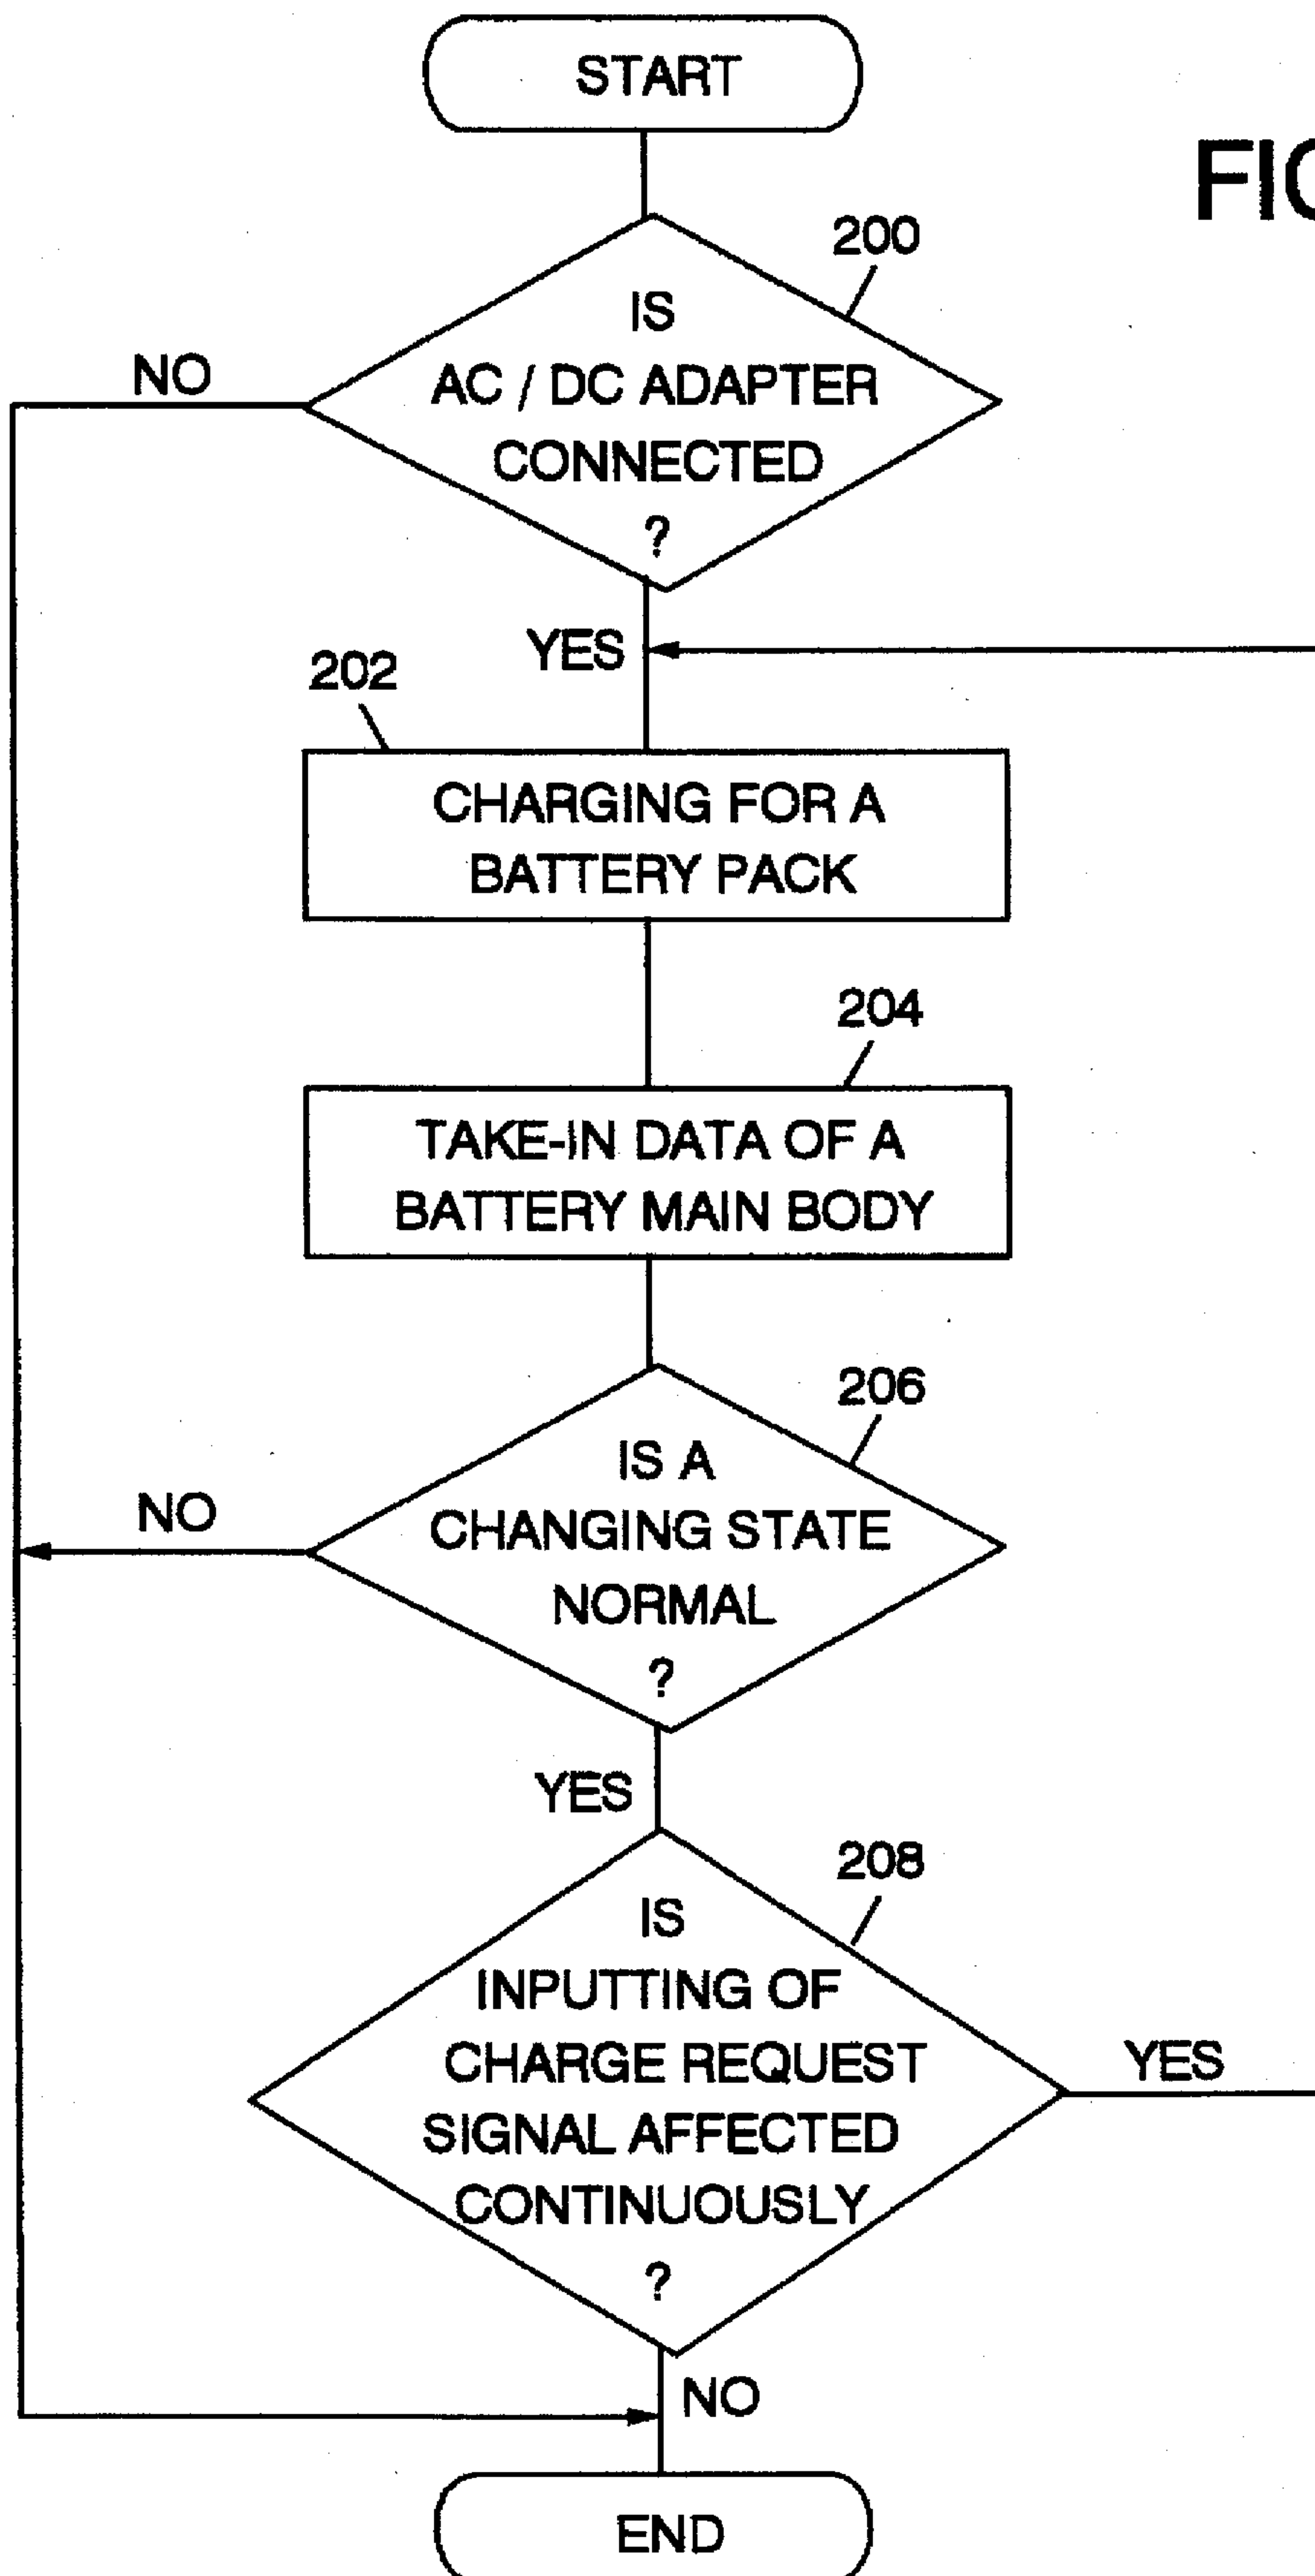 START
FIG
200
IS
AC / DC ADAPTER
CONNECTED
?
NO
YES
202
CHARGING FOR A
BATTERY PACK
204
TAKE-IN DATA OF A
BATTERY MAIN BODY
206
IS A
CHANGING STATE
NORMAL
?
NO
YES
208
IS
INPUTTING OF
CHARGE REQUEST
SIGNAL AFFECTED
CONTINUOUSLY
?
YES
NO
END